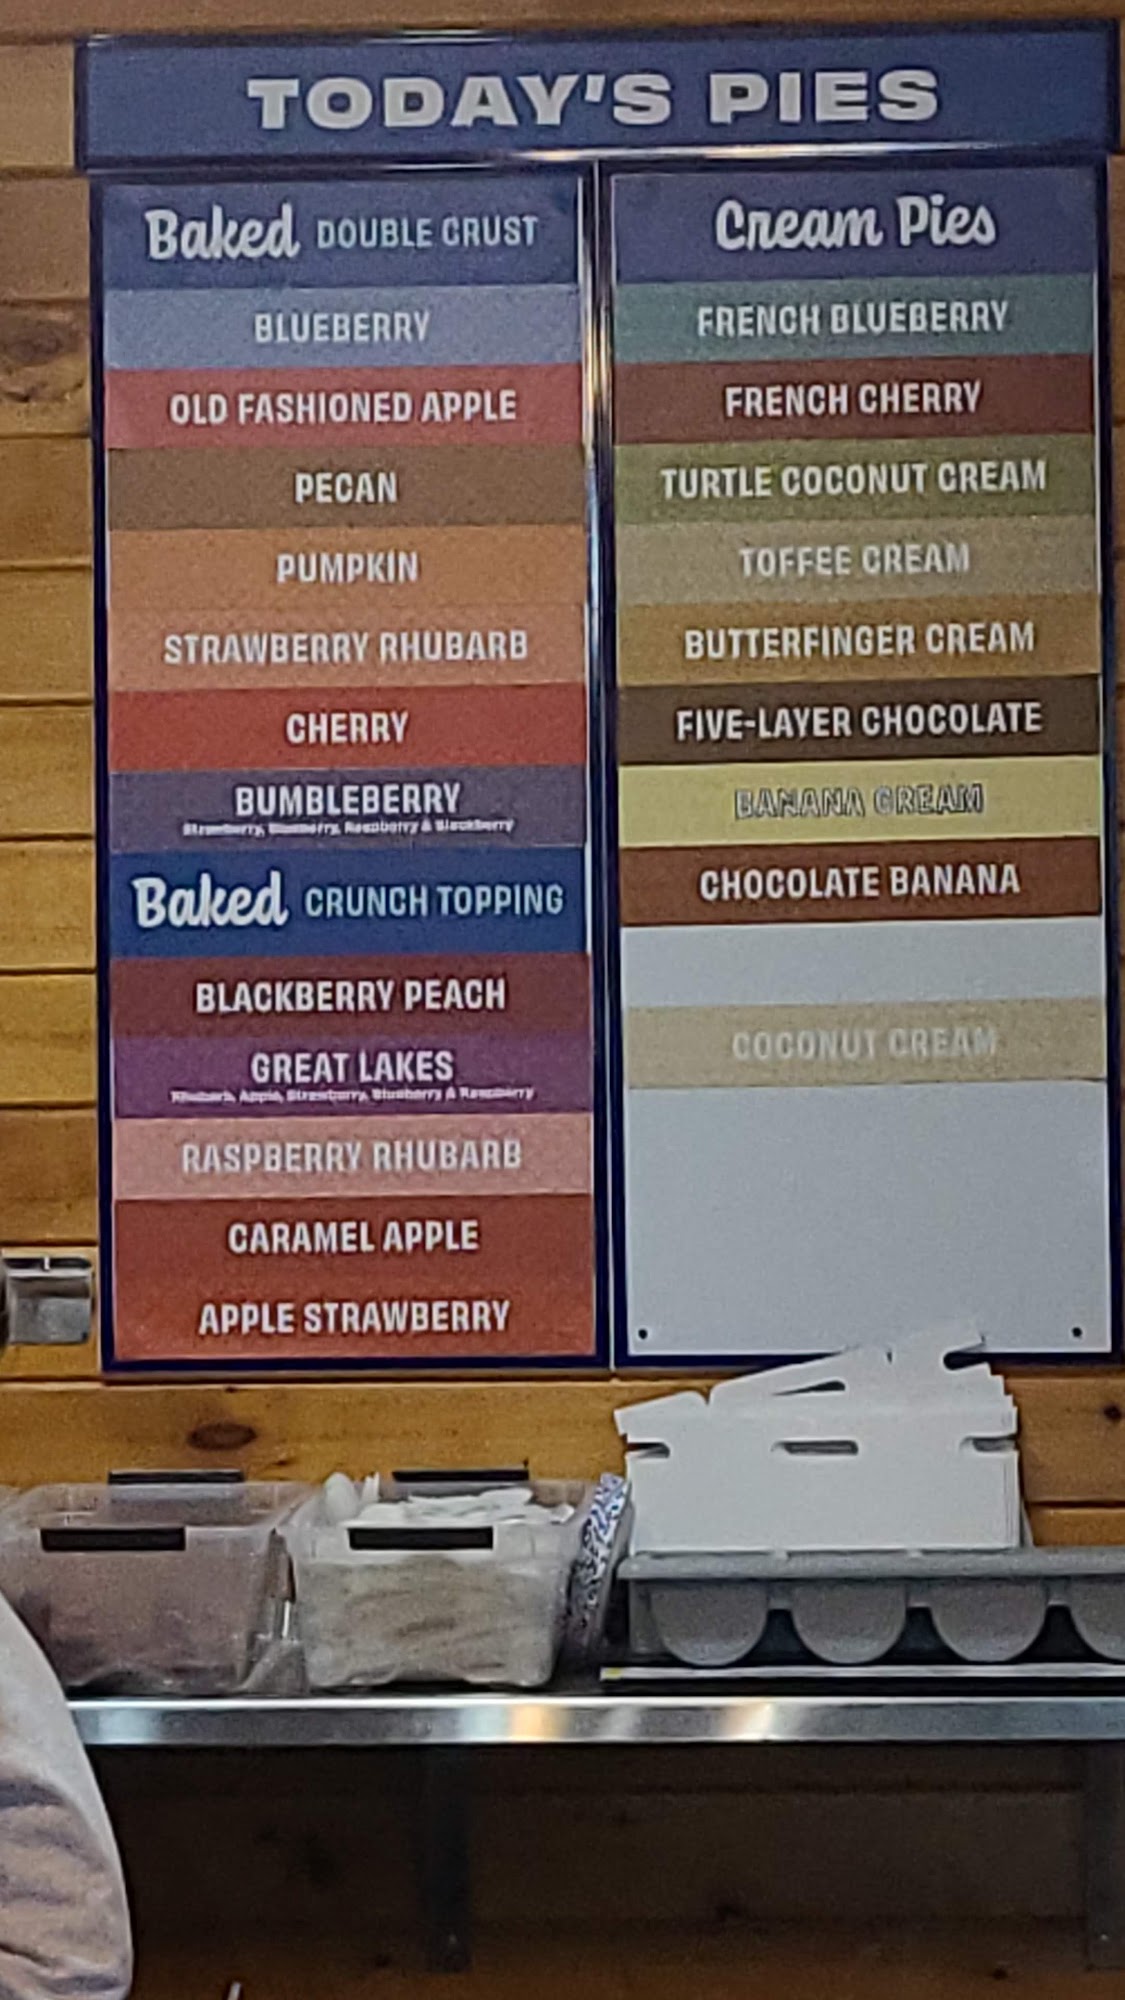 TODAY'S PIES
Baked DOUBLE CRUST
BLUEBERRY
OLD FASHIONED APPLE
PECAN
PUMPKIN
STRAWBERRY RHUBARB
CHERRY
BUMBLEBERRY
Strawberry, Blueberry, Raspberry & Blackberry
Baked CRUNCH TOPPING
BLACKBERRY PEACH
GREAT LAKES
Rhubarb, Apple, Strawberry, Blueberry & Raspberry
RASPBERRY RHUBARB
CARAMEL APPLE
APPLE STRAWBERRY
Cream Pies
FRENCH BLUEBERRY
FRENCH CHERRY
TURTLE COCONUT CREAM
TOFFEE CREAM
BUTTERFINGER CREAM
FIVE-LAYER CHOCOLATE
BANANA CREAM
CHOCOLATE BANANA
COCONUT CREAM